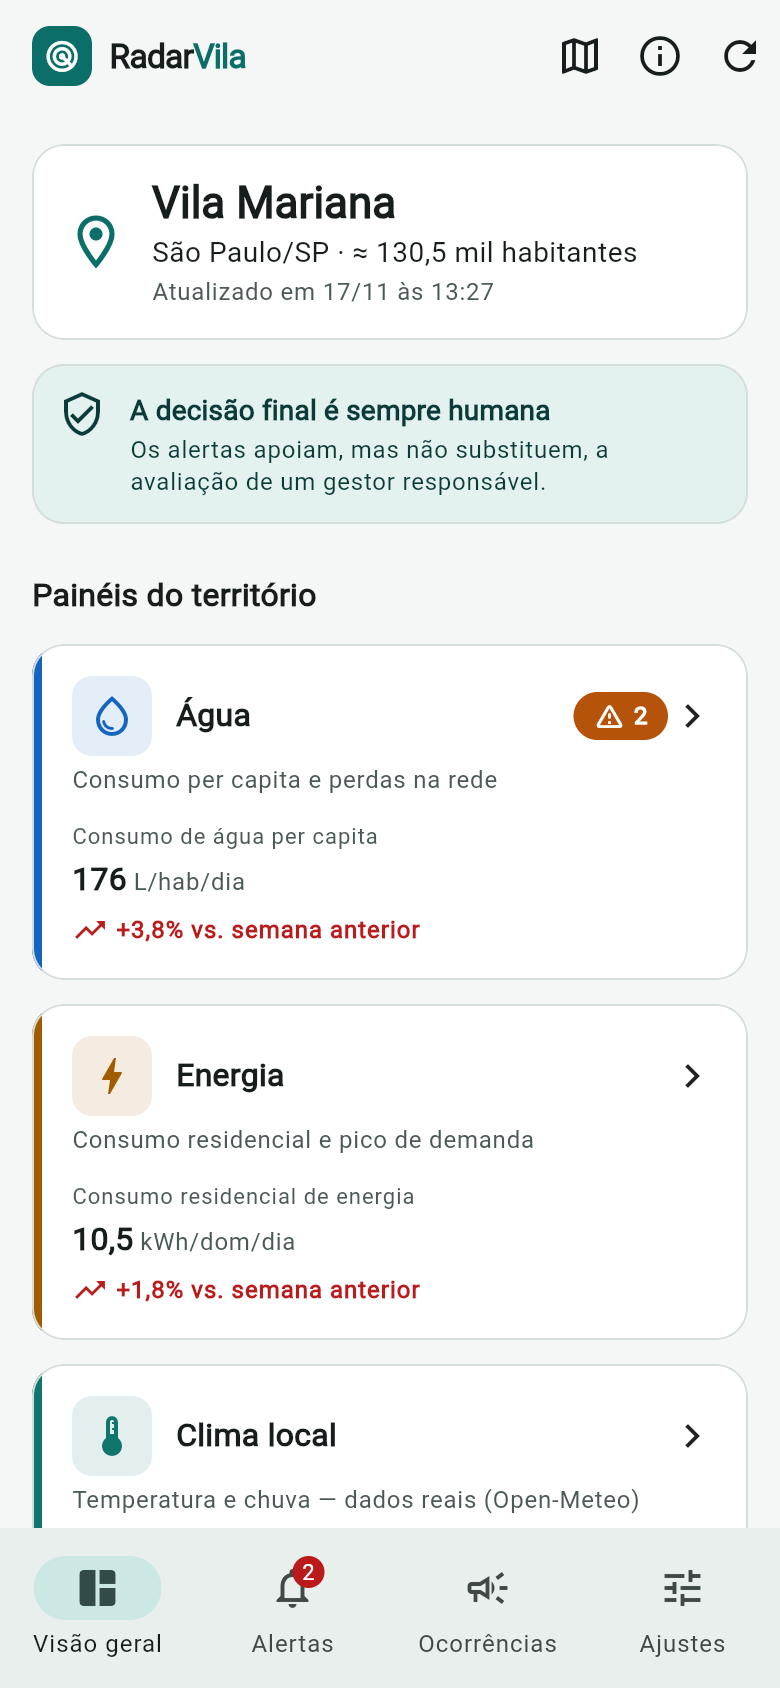 RadarVila
Vila Mariana
São Paulo/SP · ≈ 130,5 mil habitantes
Atualizado em 17/11 às 13:27
A decisão final é sempre humana
Os alertas apoiam, mas não substituem, a
avaliação de um gestor responsável.
Painéis do território
Água
2
Consumo per capita e perdas na rede
Consumo de água per capita
176 L/hab/dia
+3,8% vs. semana anterior
Energia
Consumo residencial e pico de demanda
Consumo residencial de energia
10,5 kWh/dom/dia
+1,8% vs. semana anterior
Clima local
Temperatura e chuva — dados reais (Open-Meteo)
2
Visão geral
Alertas
Ocorrências
Ajustes